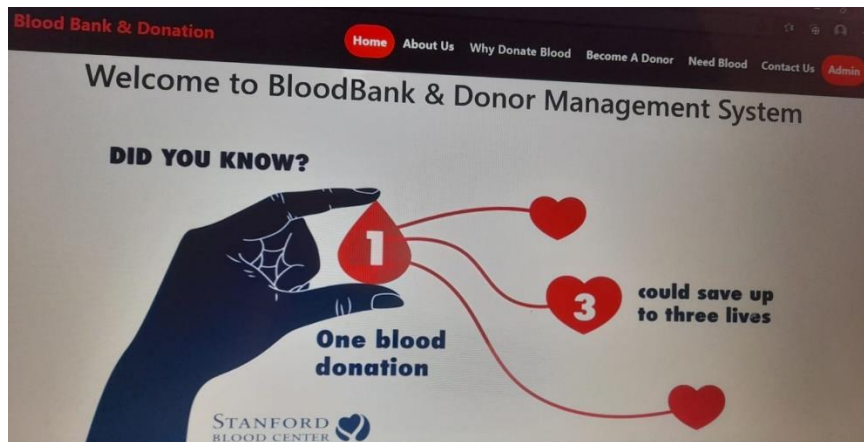 Blood Bank & Donation
Home About Us Why Donate Blood Become A Donor Need Blood Contact Us Admin
Welcome to BloodBank & Donor Management System
DID YOU KNOW?
1
3
could save up
to three lives
One blood
donation
STANFORD
BLOOD CENTER